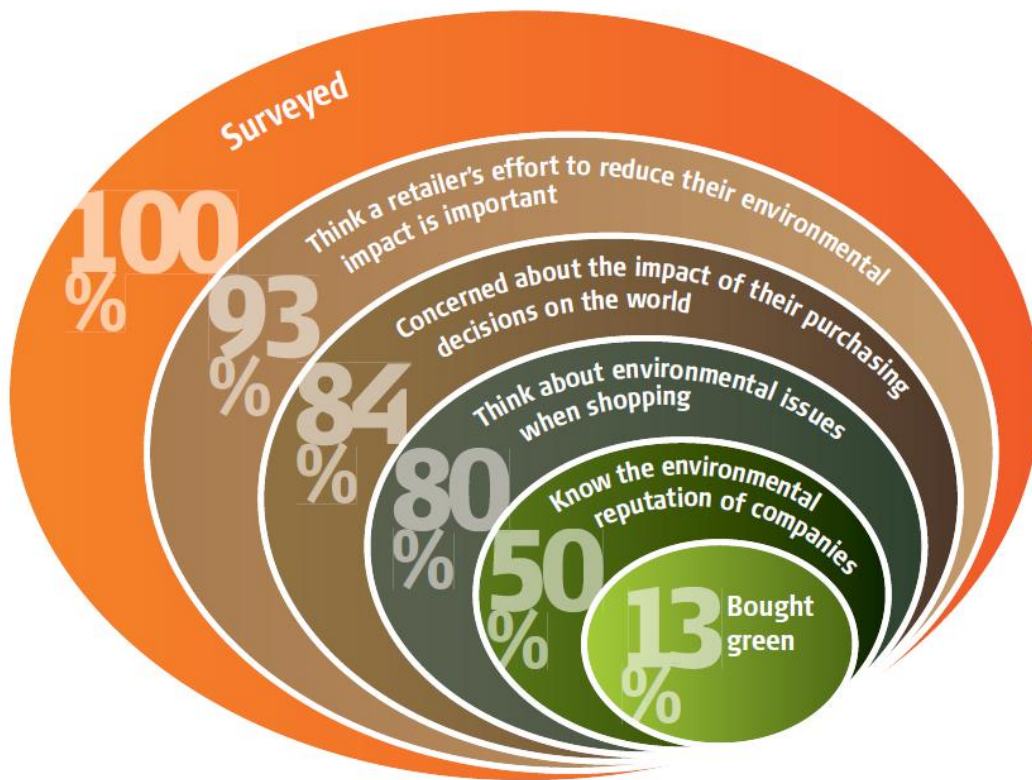 Surveyed
100
%
Think a retailer's effort to reduce their environmental
impact is important
93
%
Concerned about the impact of their purchasing
decisions on the world
84
%
Think about environmental issues
when shopping
80
%
Know the environmental
reputation of companies
50
%
Bought
green
13
%